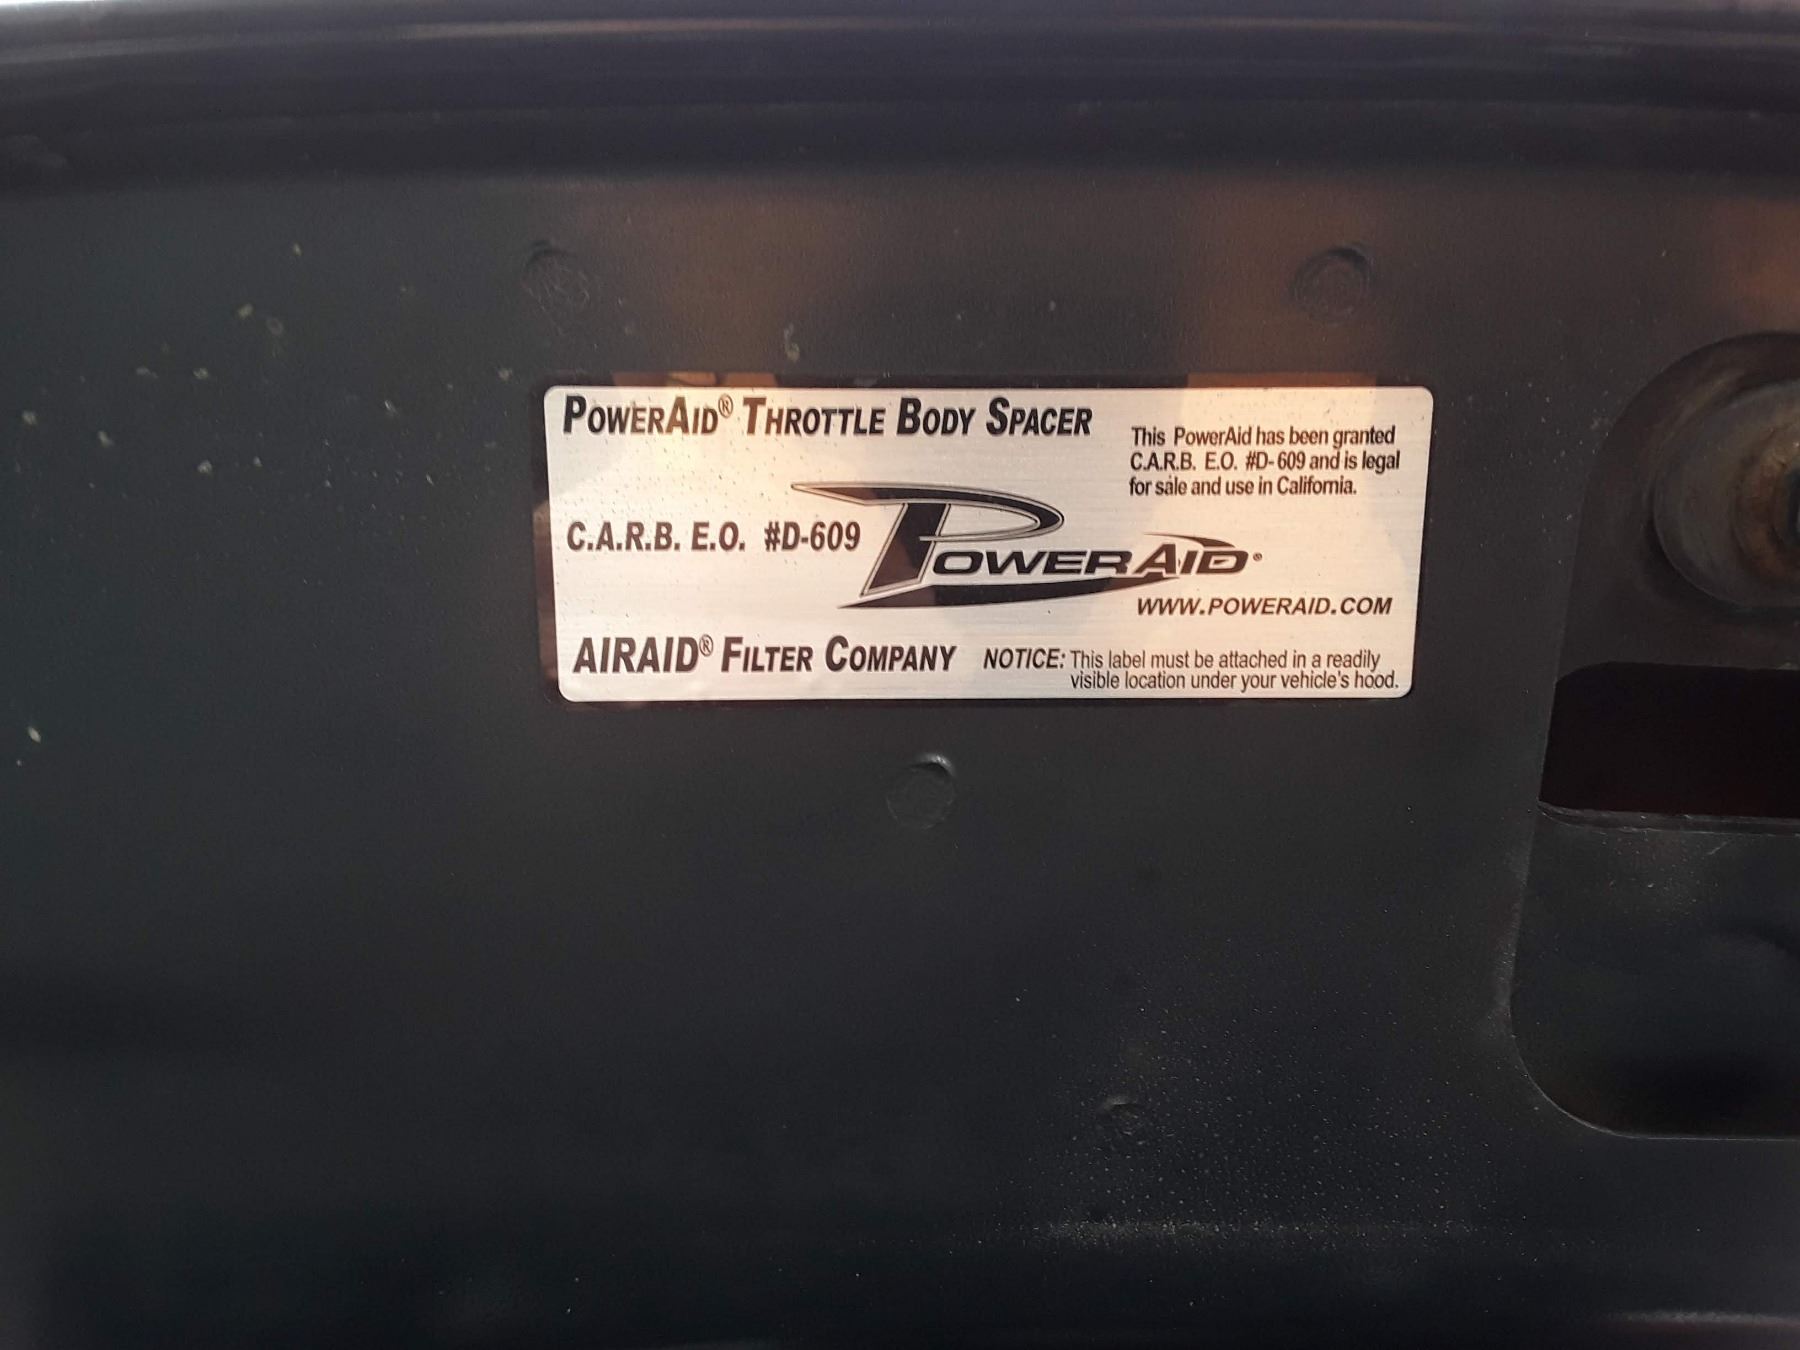 POWERAID® THROTTLE BODY SPACER
This PowerAid has been granted
C.A.R.B. E.O. #D-609 and is legal
for sale and use in California.
C.A.R.B. E.O. #D-609
POWERAID®
WWW.POWERAID.COM
AIRAID® FILTER COMPANY
NOTICE: This label must be attached in a readily
visible location under your vehicle's hood.